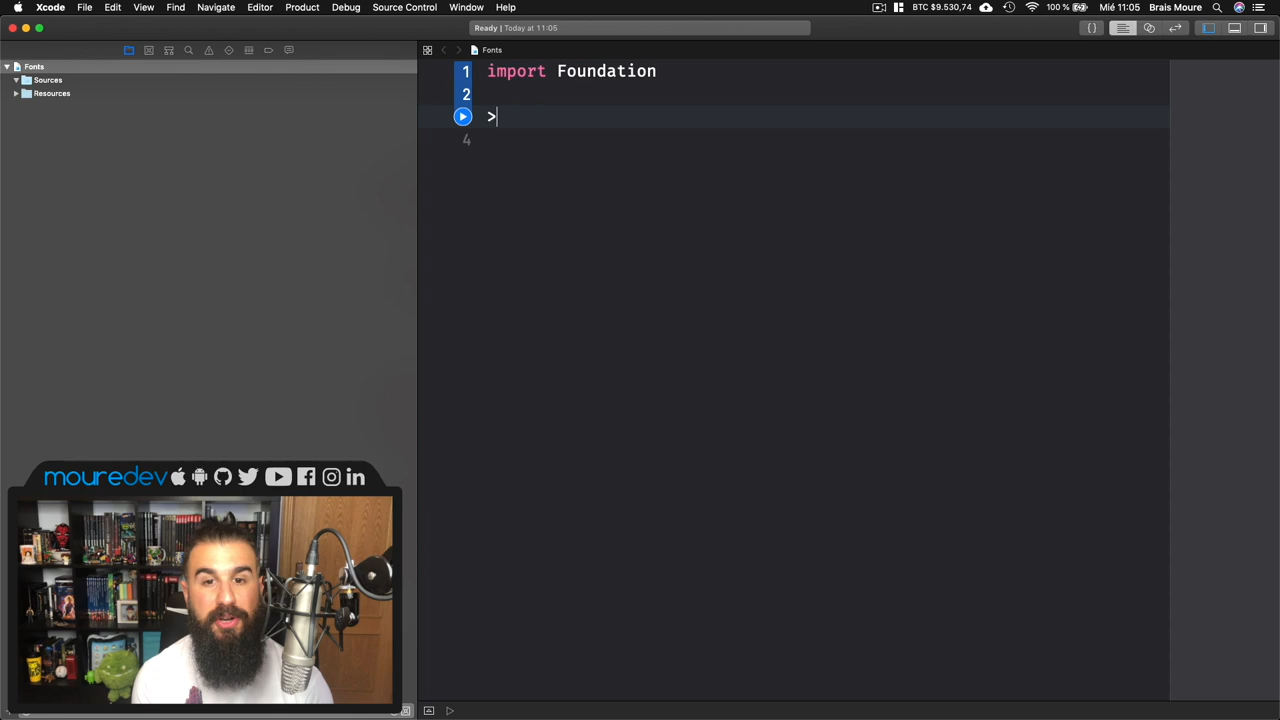 Xcode File Edit View Find Navigate Editor Product Debug Source Control Window Help BTC $9.530,74 100 % Mié 11:05 Brais Moure
Ready | Today at 11:05
Fonts
Fonts
Sources
Resources
1 import Foundation
2
>
4
mouredev